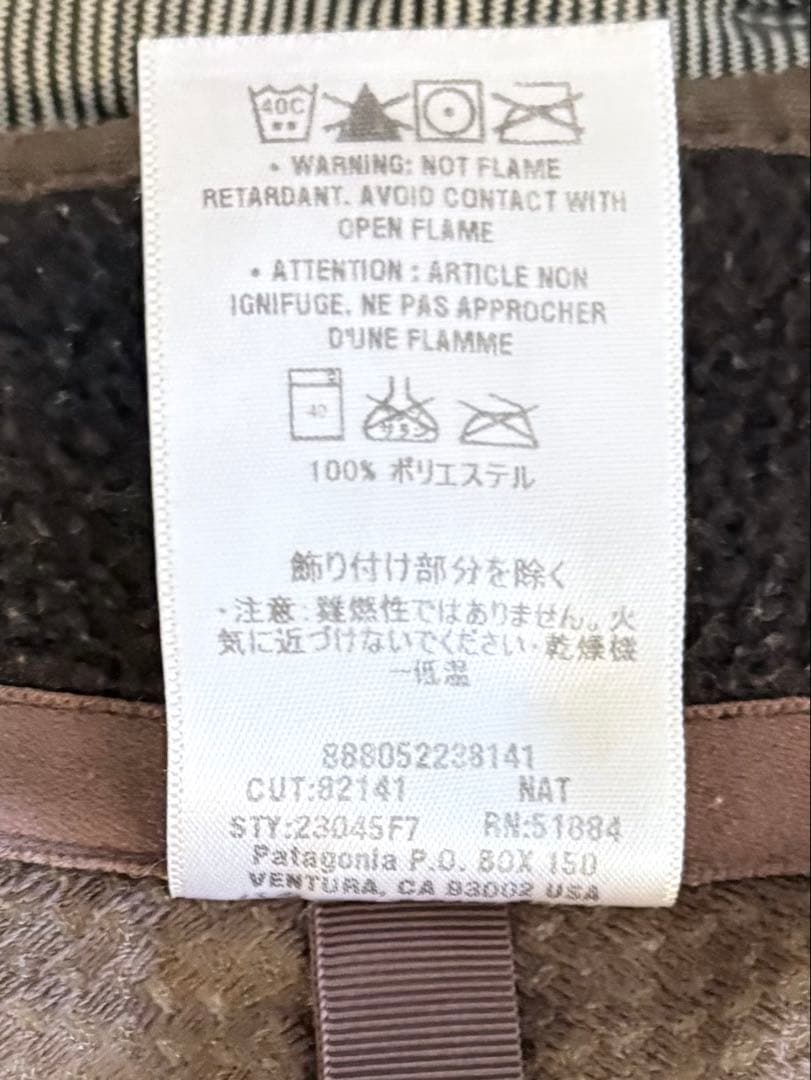 40C
• WARNING: NOT FLAME
RETARDANT. AVOID CONTACT WITH
OPEN FLAME
• ATTENTION : ARTICLE NON
IGNIFUGE. NE PAS APPROCHER
D'UNE FLAMME
40
100% ポリエステル
飾り付け部分を除く
・注意：難燃性ではありません。火
気に近づけないでください・乾燥機
ー低温
888052238141
CUT:82141 NAT
STY:23045F7 RN:51884
Patagonia P.O. BOX 150
VENTURA, CA 93002 USA